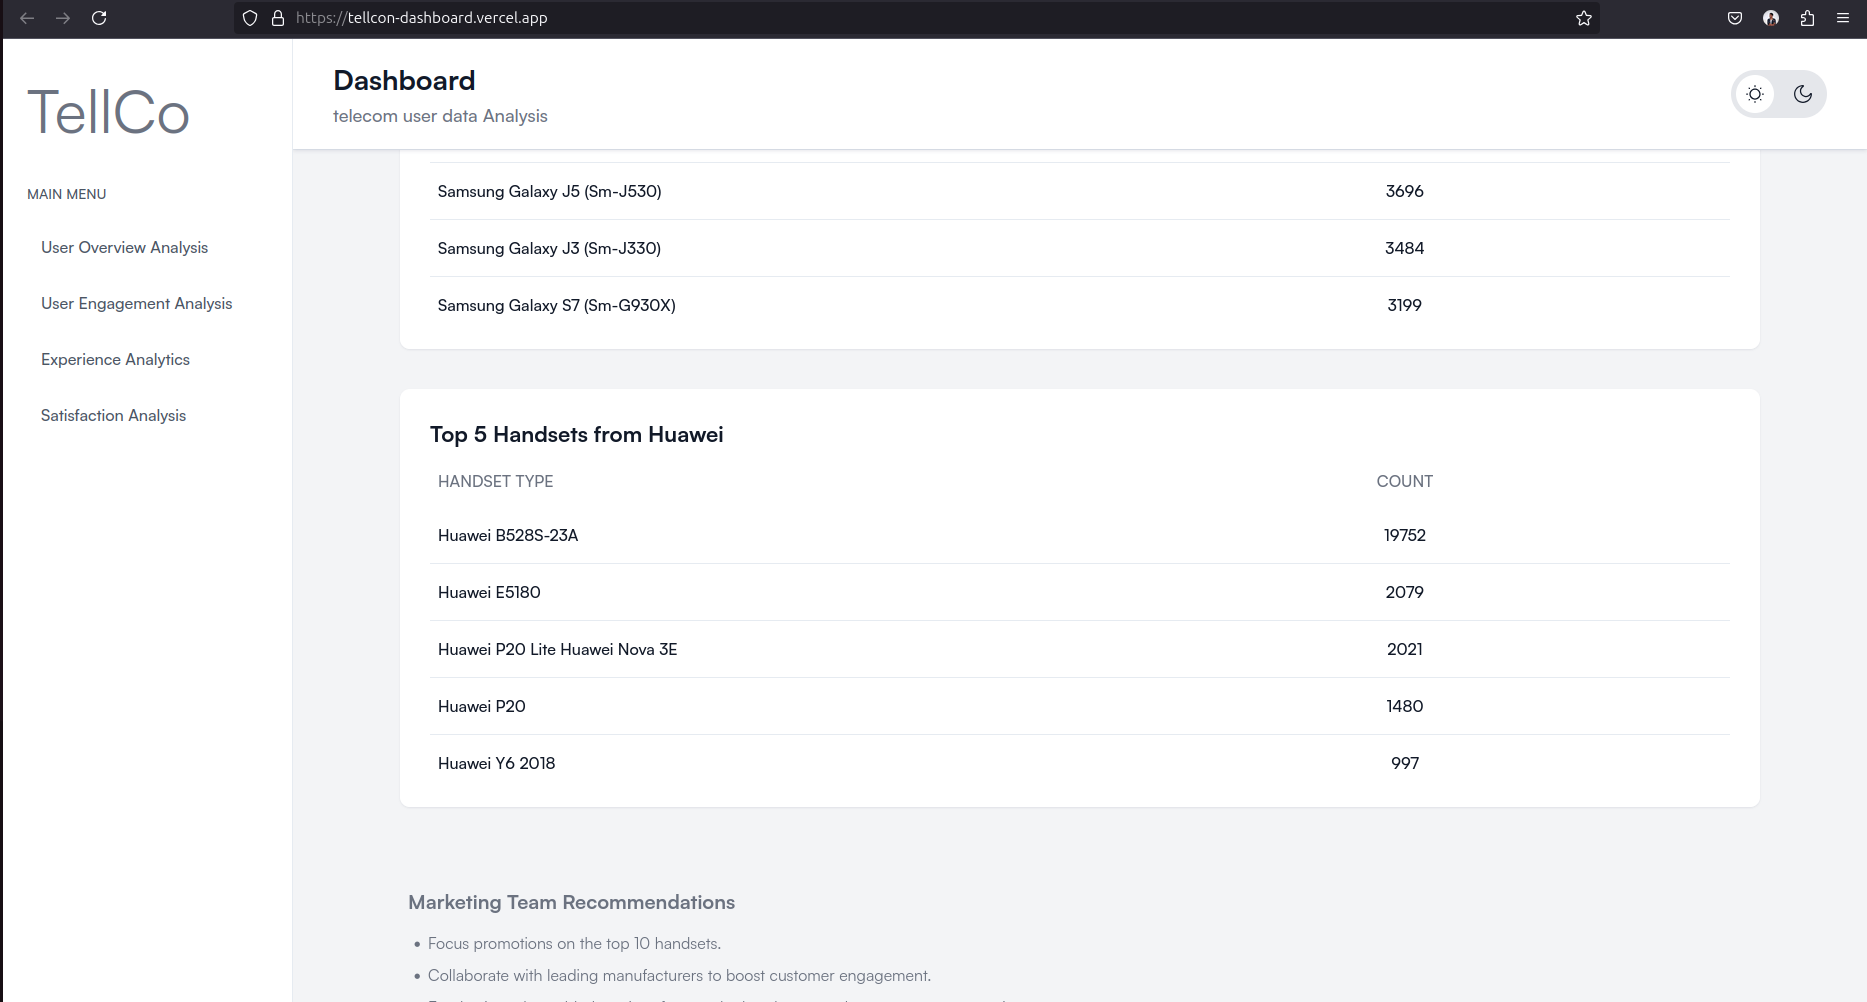 https://tellcon-dashboard.vercel.app
TellCo
MAIN MENU
User Overview Analysis
User Engagement Analysis
Experience Analytics
Satisfaction Analysis
Dashboard
telecom user data Analysis
Samsung Galaxy J5 (Sm-J530) 3696
Samsung Galaxy J3 (Sm-J330) 3484
Samsung Galaxy S7 (Sm-G930X) 3199
Top 5 Handsets from Huawei
HANDSET TYPE COUNT
Huawei B528S-23A 19752
Huawei E5180 2079
Huawei P20 Lite Huawei Nova 3E 2021
Huawei P20 1480
Huawei Y6 2018 997
Marketing Team Recommendations
• Focus promotions on the top 10 handsets.
• Collaborate with leading manufacturers to boost customer engagement.